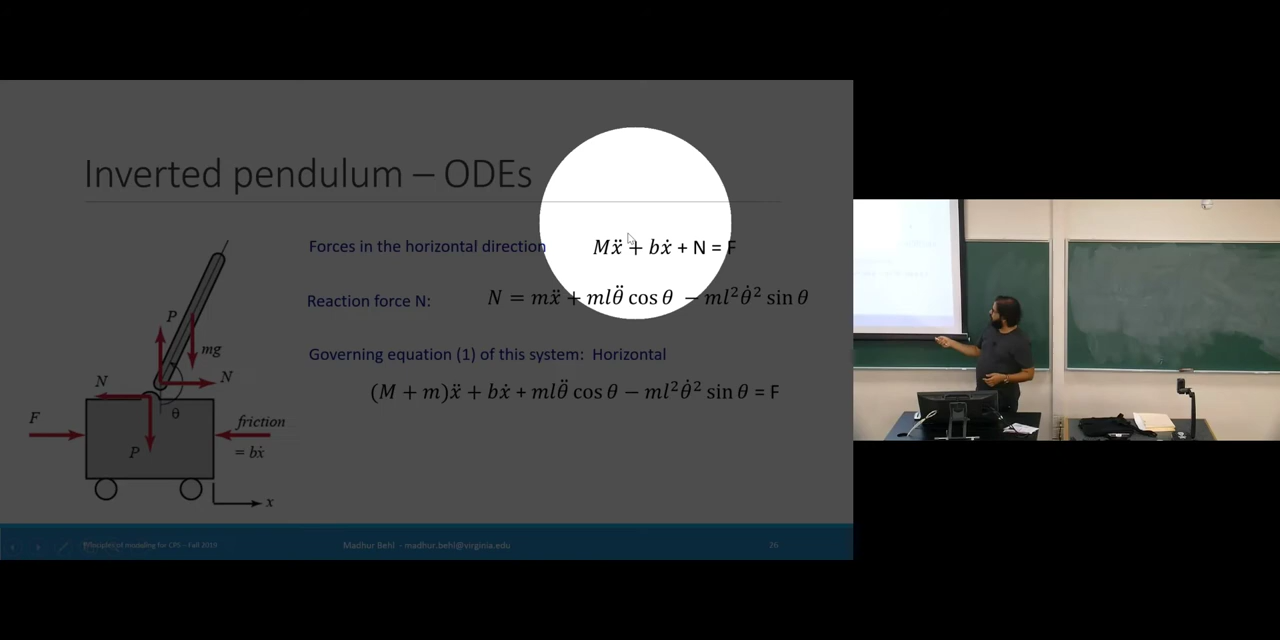 Inverted pendulum – ODEs
Forces in the horizontal direction
Mẍ + bẋ + N = F
Reaction force N:
N = mẍ + mlθ̈ cos θ − ml²θ̇² sin θ
Governing equation (1) of this system: Horizontal
(M + m)ẍ + bẋ + mlθ̈ cos θ − ml²θ̇² sin θ = F
P
mg
N
N
θ
F
friction
= bẋ
P
x
Principles of modeling for CPS – Fall 2019
Madhur Behl - madhur.behl@virginia.edu
26